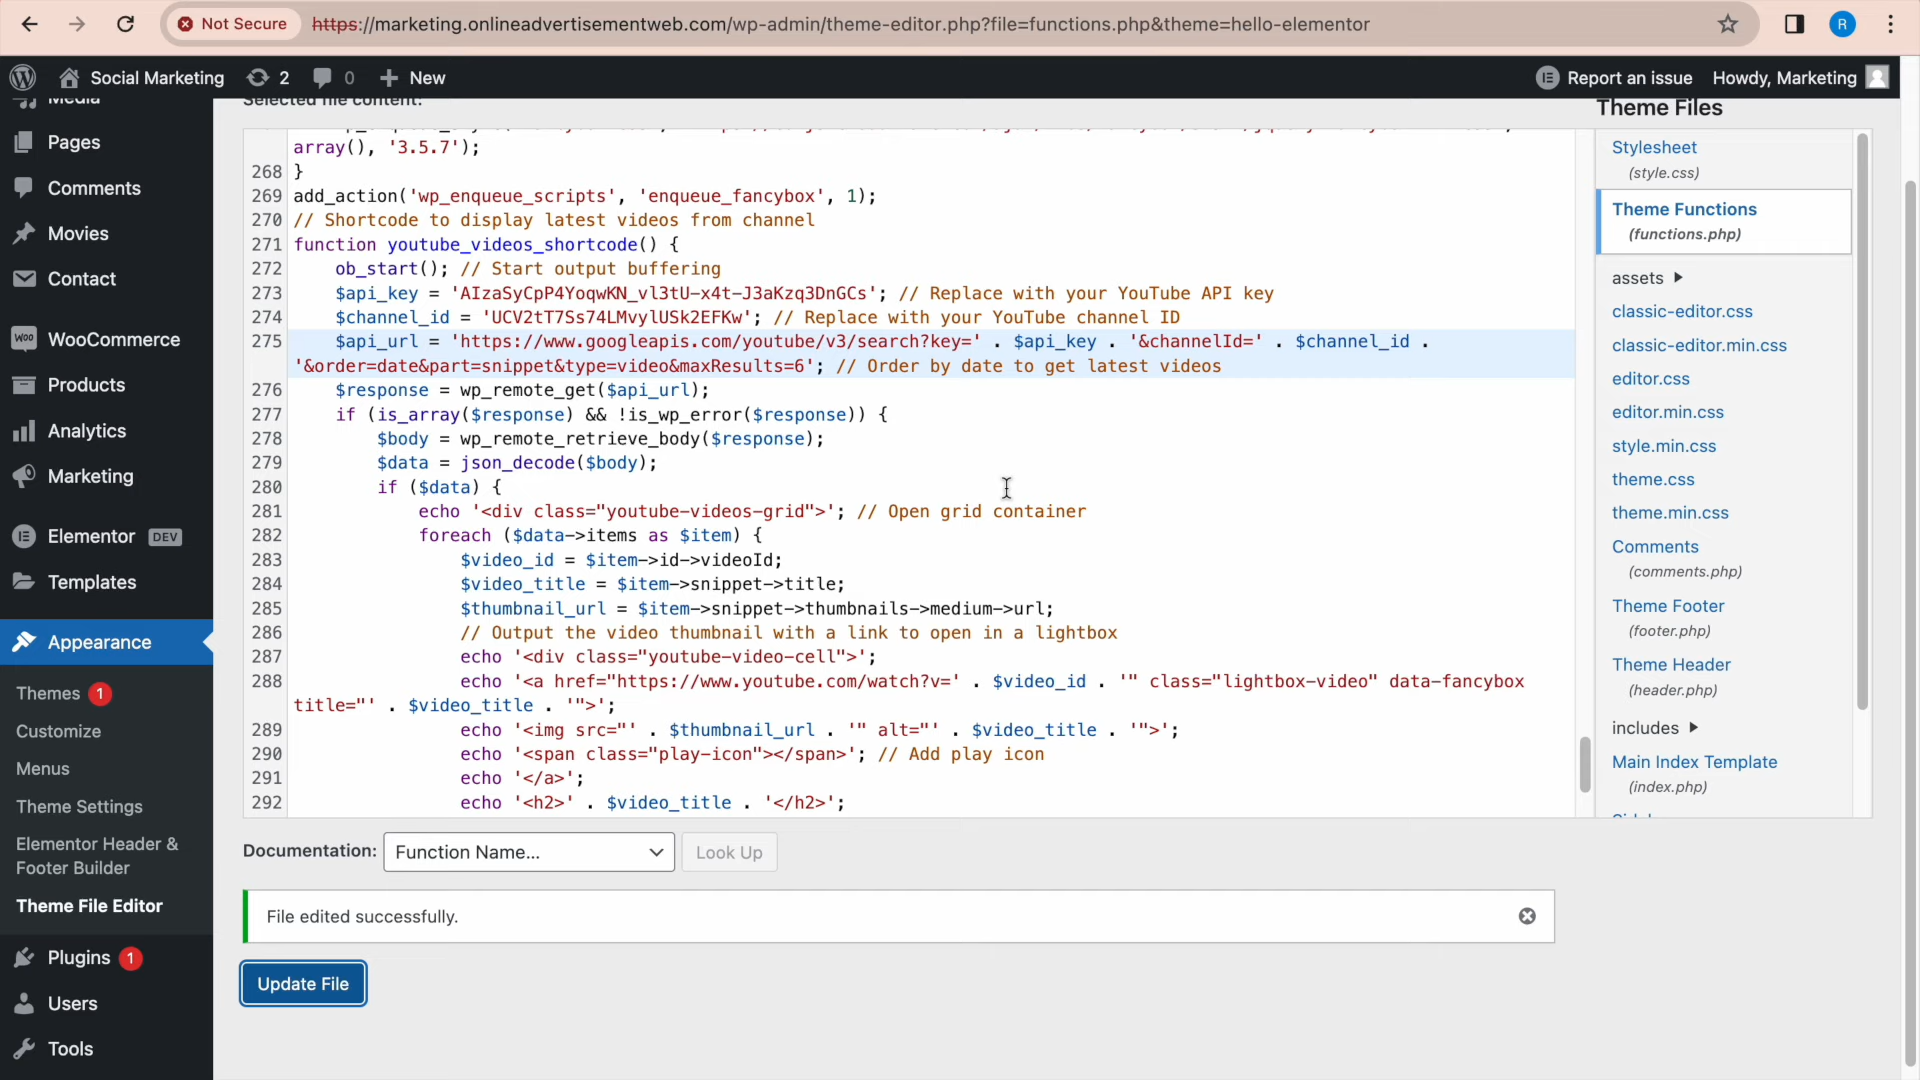 Not Secure https://marketing.onlineadvertisementweb.com/wp-admin/theme-editor.php?file=functions.php&theme=hello-elementor R
Social Marketing 2 0 New Report an issue Howdy, Marketing
Media
Pages
Comments
Movies
Contact
WooCommerce
Products
Analytics
Marketing
Elementor DEV
Templates
Appearance
Themes 1
Customize
Menus
Theme Settings
Elementor Header &
Footer Builder
Theme File Editor
Plugins 1
Users
Tools
Selected file content:
array(), '3.5.7');
268 }
269 add_action('wp_enqueue_scripts', 'enqueue_fancybox', 1);
270 // Shortcode to display latest videos from channel
271 function youtube_videos_shortcode() {
272 ob_start(); // Start output buffering
273 $api_key = 'AIzaSyCpP4YoqwKN_vl3tU-x4t-J3aKzq3DnGCs'; // Replace with your YouTube API key
274 $channel_id = 'UCV2tT7Ss74LMvylUSk2EFKw'; // Replace with your YouTube channel ID
275 $api_url = 'https://www.googleapis.com/youtube/v3/search?key=' . $api_key . '&channelId=' . $channel_id .
'&order=date&part=snippet&type=video&maxResults=6'; // Order by date to get latest videos
276 $response = wp_remote_get($api_url);
277 if (is_array($response) && !is_wp_error($response)) {
278 $body = wp_remote_retrieve_body($response);
279 $data = json_decode($body);
280 if ($data) {
281 echo '<div class="youtube-videos-grid">'; // Open grid container
282 foreach ($data->items as $item) {
283 $video_id = $item->id->videoId;
284 $video_title = $item->snippet->title;
285 $thumbnail_url = $item->snippet->thumbnails->medium->url;
286 // Output the video thumbnail with a link to open in a lightbox
287 echo '<div class="youtube-video-cell">';
288 echo '<a href="https://www.youtube.com/watch?v=' . $video_id . '" class="lightbox-video" data-fancybox
title="' . $video_title . '">';
289 echo '<img src="' . $thumbnail_url . '" alt="' . $video_title . '">';
290 echo '<span class="play-icon"></span>'; // Add play icon
291 echo '</a>';
292 echo '<h2>' . $video_title . '</h2>';
Documentation: Function Name... Look Up
File edited successfully.
Update File
Theme Files
Stylesheet
(style.css)
Theme Functions
(functions.php)
assets
classic-editor.css
classic-editor.min.css
editor.css
editor.min.css
style.min.css
theme.css
theme.min.css
Comments
(comments.php)
Theme Footer
(footer.php)
Theme Header
(header.php)
includes
Main Index Template
(index.php)